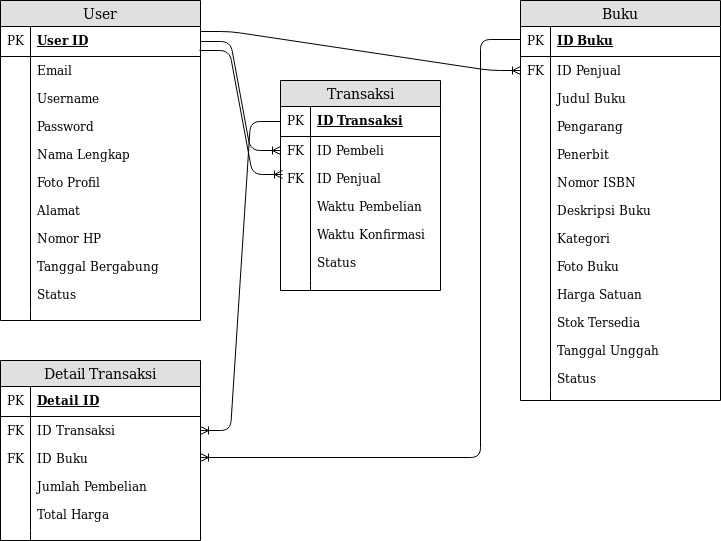 User
PK User ID
Email
Username
Password
Nama Lengkap
Foto Profil
Alamat
Nomor HP
Tanggal Bergabung
Status
Transaksi
PK ID Transaksi
FK ID Pembeli
FK ID Penjual
Waktu Pembelian
Waktu Konfirmasi
Status
Buku
PK ID Buku
FK ID Penjual
Judul Buku
Pengarang
Penerbit
Nomor ISBN
Deskripsi Buku
Kategori
Foto Buku
Harga Satuan
Stok Tersedia
Tanggal Unggah
Status
Detail Transaksi
PK Detail ID
FK ID Transaksi
FK ID Buku
Jumlah Pembelian
Total Harga